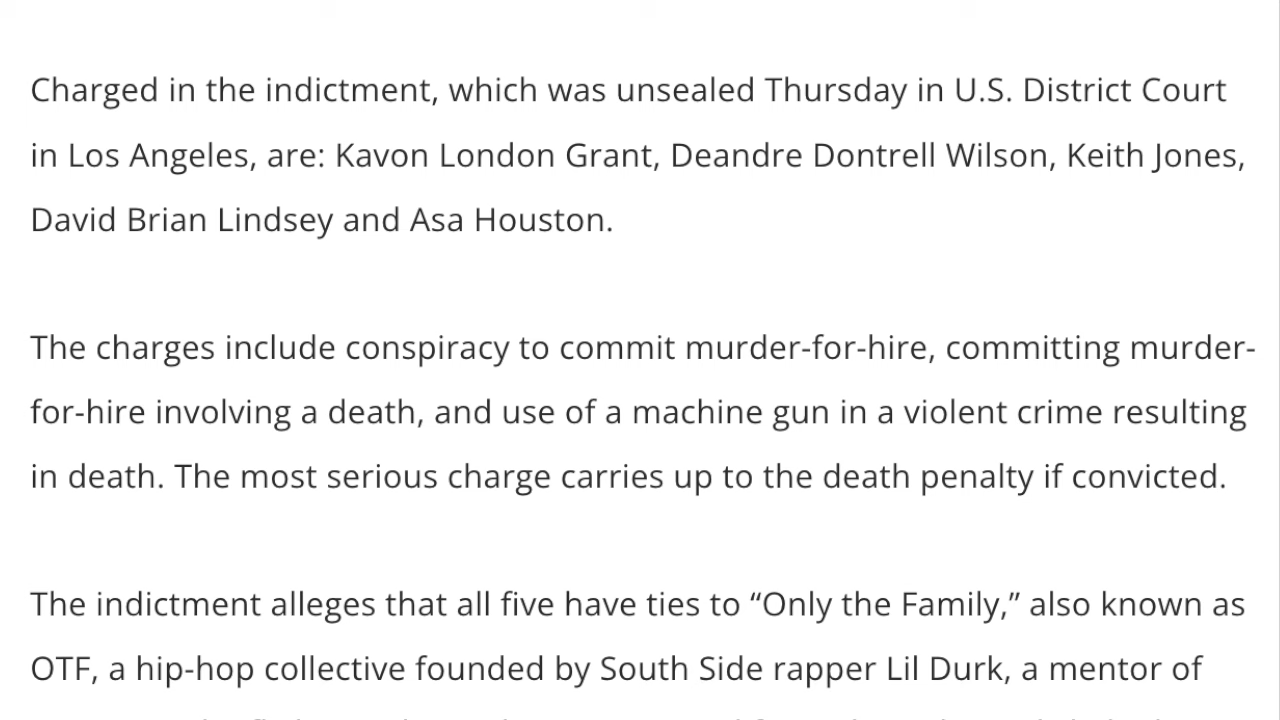 Charged in the indictment, which was unsealed Thursday in U.S. District Court
in Los Angeles, are: Kavon London Grant, Deandre Dontrell Wilson, Keith Jones,
David Brian Lindsey and Asa Houston.
The charges include conspiracy to commit murder-for-hire, committing murder-
for-hire involving a death, and use of a machine gun in a violent crime resulting
in death. The most serious charge carries up to the death penalty if convicted.
The indictment alleges that all five have ties to “Only the Family,” also known as
OTF, a hip-hop collective founded by South Side rapper Lil Durk, a mentor of